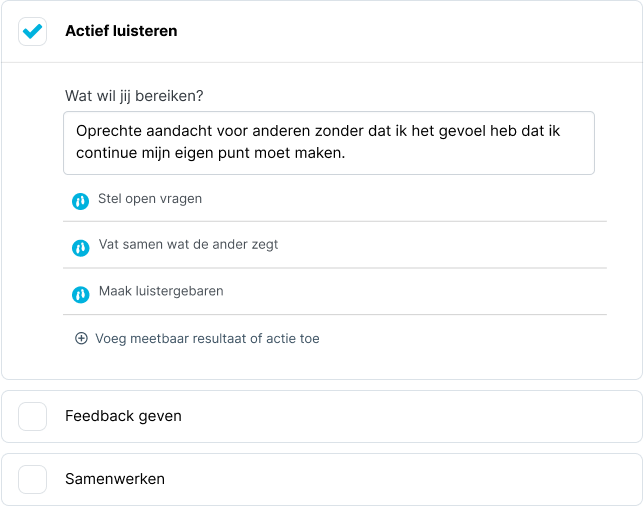 Actief luisteren
Wat wil jij bereiken?
Oprechte aandacht voor anderen zonder dat ik het gevoel heb dat ik
continue mijn eigen punt moet maken.
Stel open vragen
Vat samen wat de ander zegt
Maak luistergebaren
Voeg meetbaar resultaat of actie toe
Feedback geven
Samenwerken